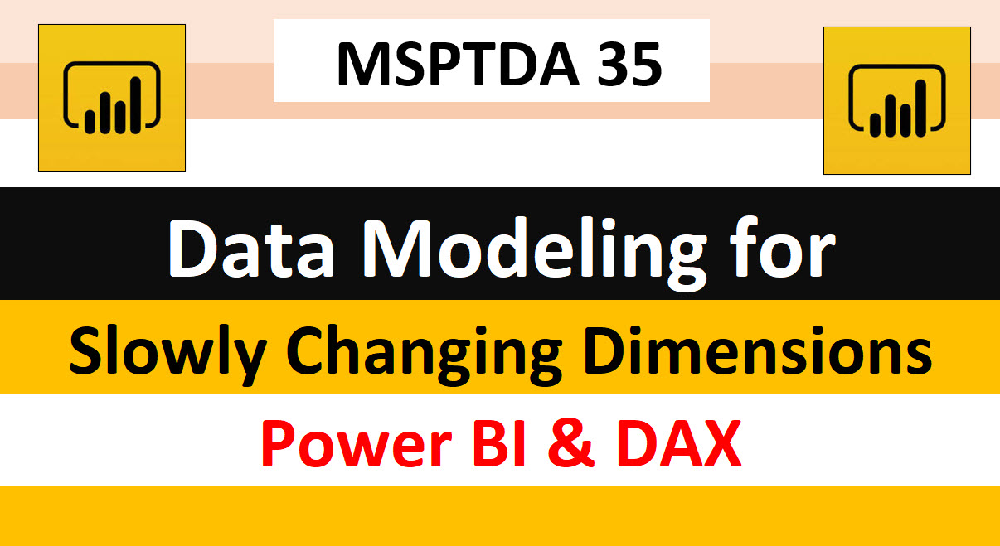 MSPTDA 35
Data Modeling for
Slowly Changing Dimensions
Power BI & DAX